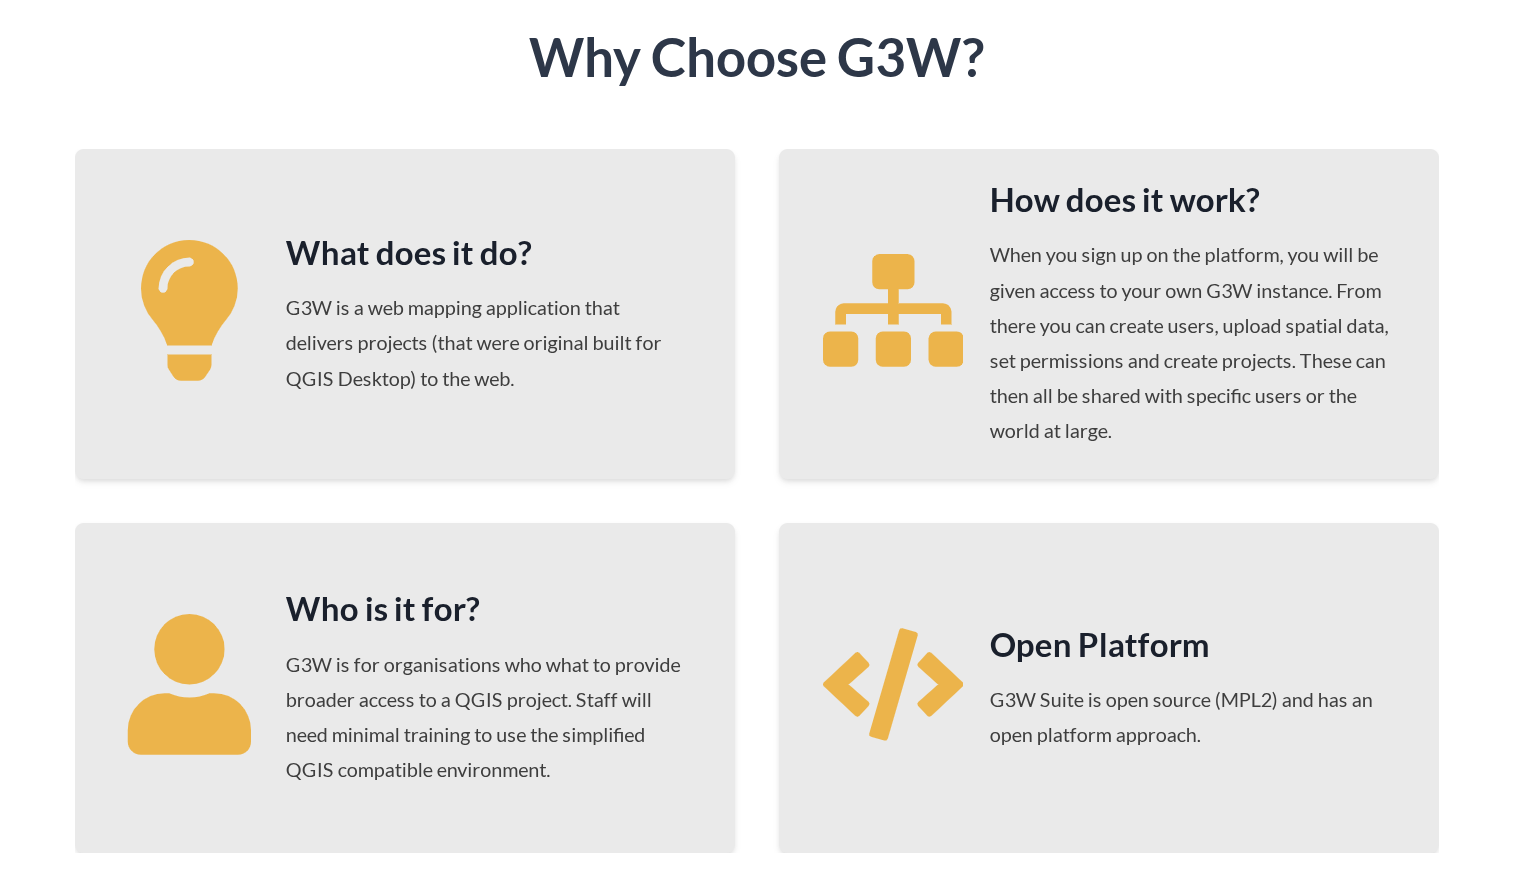 Why Choose G3W?
What does it do?
G3W is a web mapping application that
delivers projects (that were original built for
QGIS Desktop) to the web.
How does it work?
When you sign up on the platform, you will be
given access to your own G3W instance. From
there you can create users, upload spatial data,
set permissions and create projects. These can
then all be shared with specific users or the
world at large.
Who is it for?
G3W is for organisations who what to provide
broader access to a QGIS project. Staff will
need minimal training to use the simplified
QGIS compatible environment.
Open Platform
G3W Suite is open source (MPL2) and has an
open platform approach.